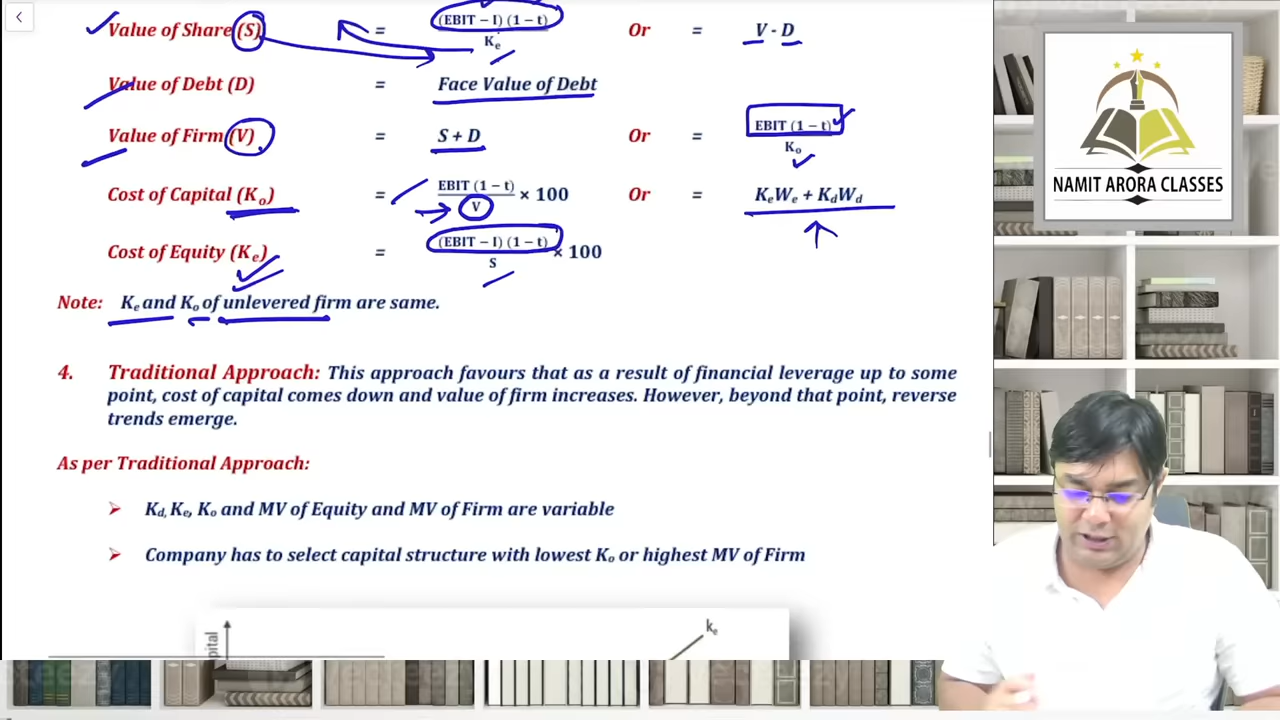 Value of Share (S) = (EBIT – I) (1 – t) / Ke Or = V - D
Value of Debt (D) = Face Value of Debt
Value of Firm (V) = S + D Or = EBIT (1 – t) / Ko
Cost of Capital (Ko) = EBIT (1 – t) / V × 100 Or = KeWe + KdWd
Cost of Equity (Ke) = (EBIT – I) (1 – t) / S × 100
Note: Ke and Ko of unlevered firm are same.
4. Traditional Approach: This approach favours that as a result of financial leverage up to some
point, cost of capital comes down and value of firm increases. However, beyond that point, reverse
trends emerge.
As per Traditional Approach:
➢ Kd, Ke, Ko and MV of Equity and MV of Firm are variable
➢ Company has to select capital structure with lowest Ko or highest MV of Firm
ke
NAMIT ARORA CLASSES